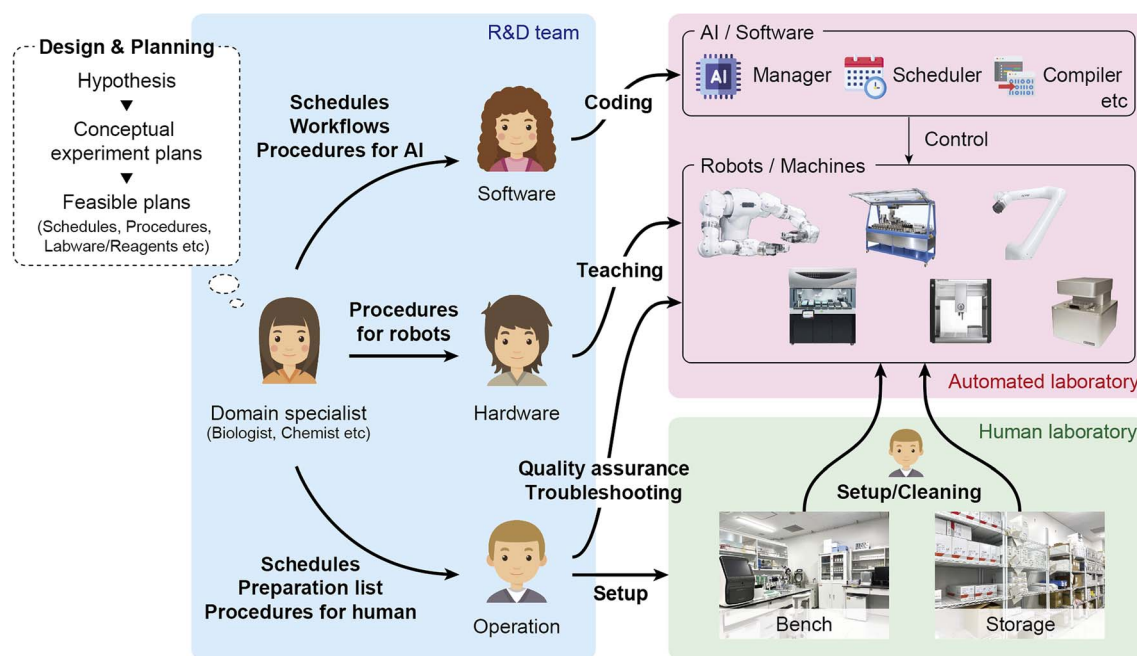 Design & Planning
Hypothesis
Conceptual
experiment plans
Feasible plans
(Schedules, Procedures,
Labware/Reagents etc)
R&D team
Schedules
Workflows
Procedures for AI
Software
Procedures
for robots
Hardware
Domain specialist
(Biologist, Chemist etc)
Schedules
Preparation list
Procedures for human
Operation
Coding
Teaching
Quality assurance
Troubleshooting
Setup
AI / Software
AI
Manager
Scheduler
Compiler
etc
Control
Robots / Machines
Automated laboratory
Human laboratory
Setup/Cleaning
Bench
Storage